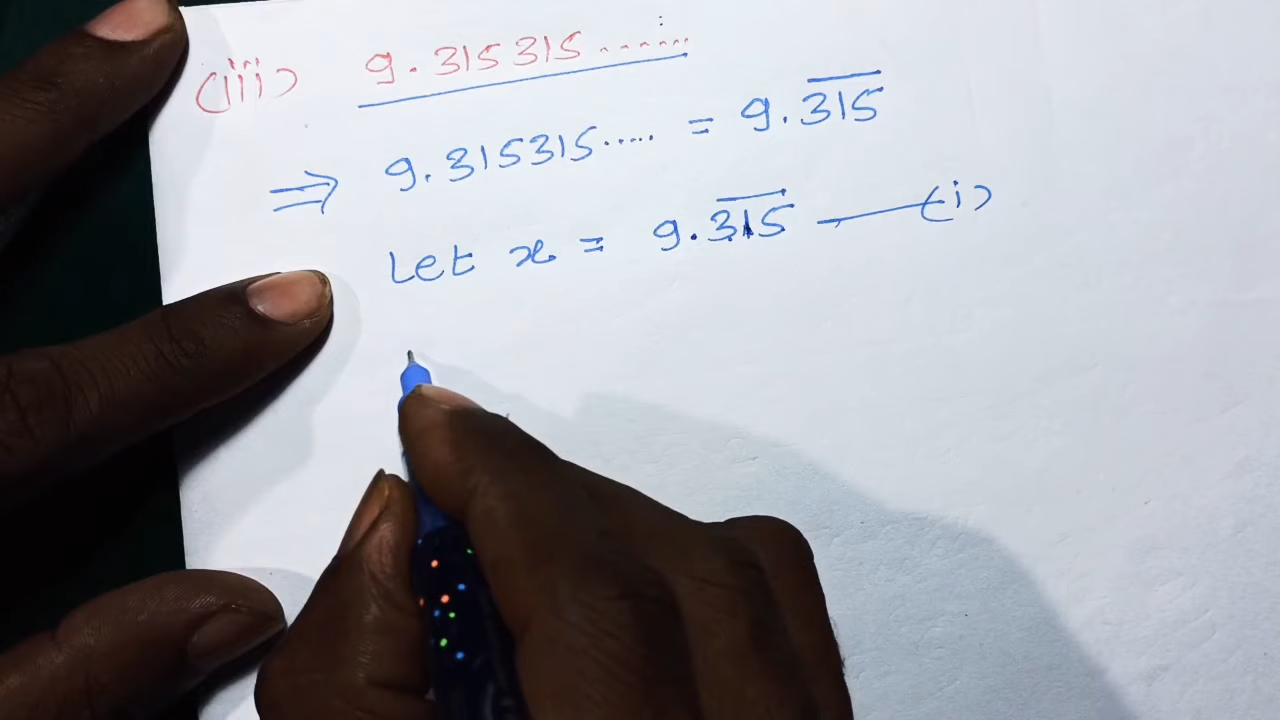 (iii) 9.315315.......
⇒ 9.315315..... = 9.3̅1̅5̅
Let x = 9.3̅1̅5̅ —— (i)